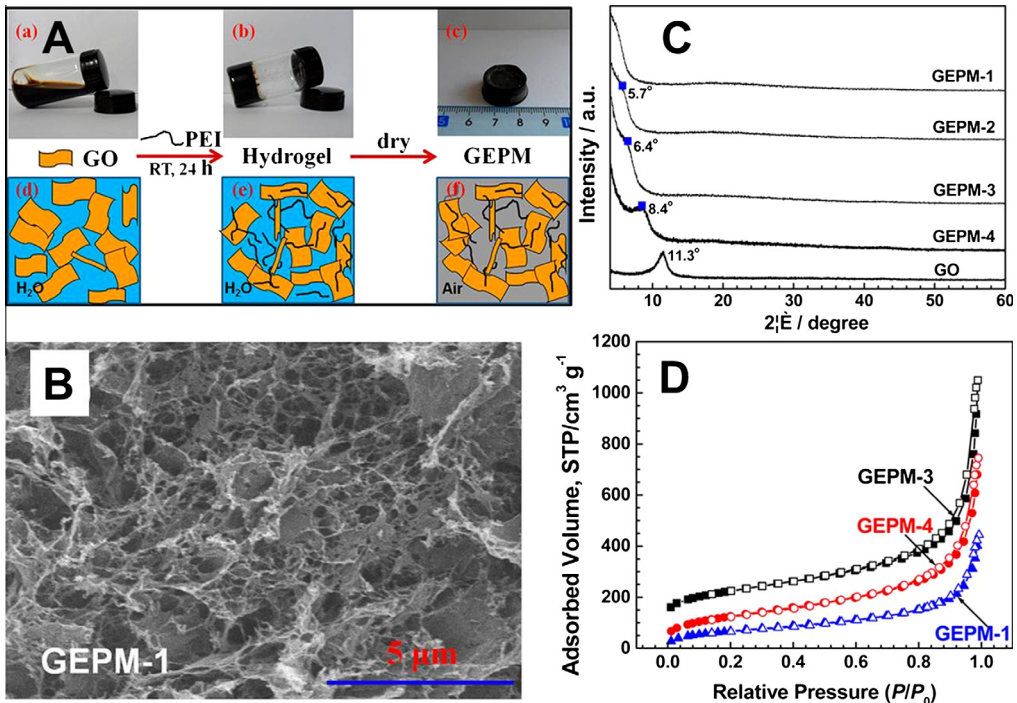 A
(a)
(b)
(c)
5 6 7 8 9 10
GO
PEI
RT, 24 h
Hydrogel
dry
GEPM
(d)
(e)
(f)
H₂O
H₂O
Air
B
GEPM-1
5 μm
C
Intensity / a.u.
GEPM-1
5.7°
GEPM-2
6.4°
GEPM-3
8.4°
GEPM-4
11.3°
GO
10 20 30 40 50 60
2¦È / degree
D
Adsorbed Volume, STP/cm³ g⁻¹
1200
1000
800
600
400
200
0
GEPM-3
GEPM-4
GEPM-1
0.0 0.2 0.4 0.6 0.8 1.0
Relative Pressure (P/P₀)